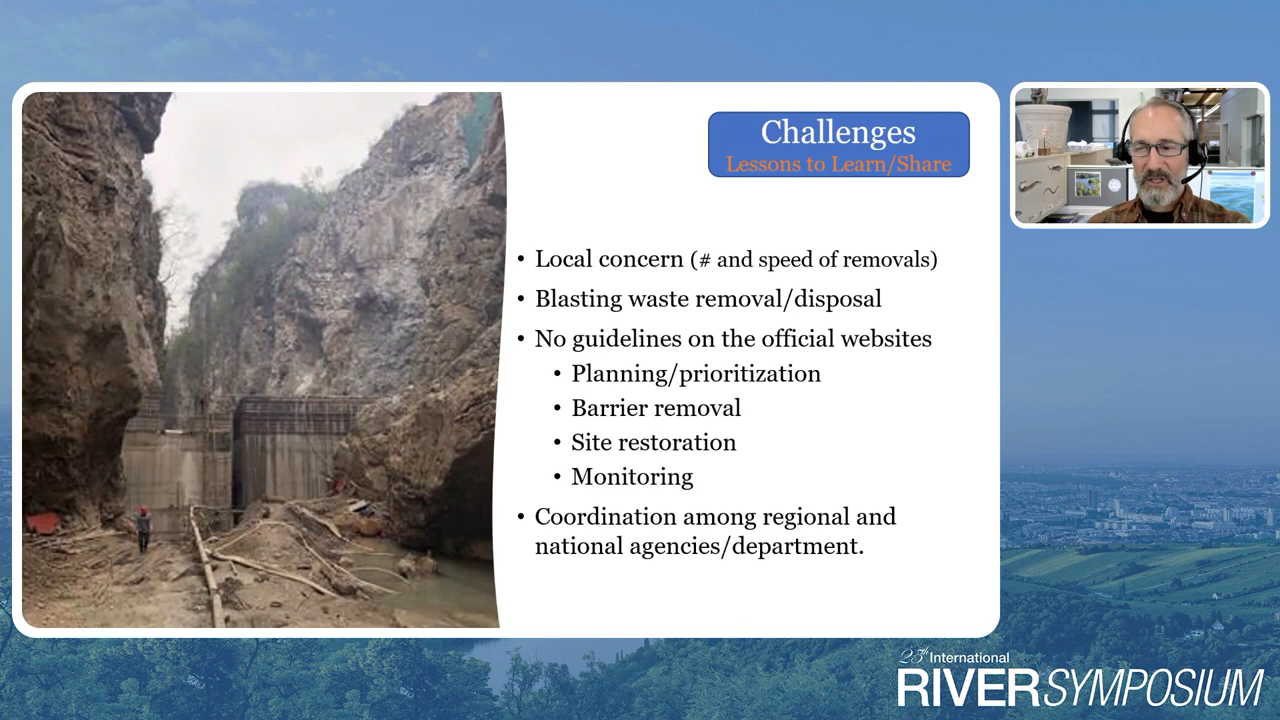 Challenges
Lessons to Learn/Share
• Local concern (# and speed of removals)
• Blasting waste removal/disposal
• No guidelines on the official websites
• Planning/prioritization
• Barrier removal
• Site restoration
• Monitoring
• Coordination among regional and
national agencies/department.
25th International
RIVERSYMPOSIUM